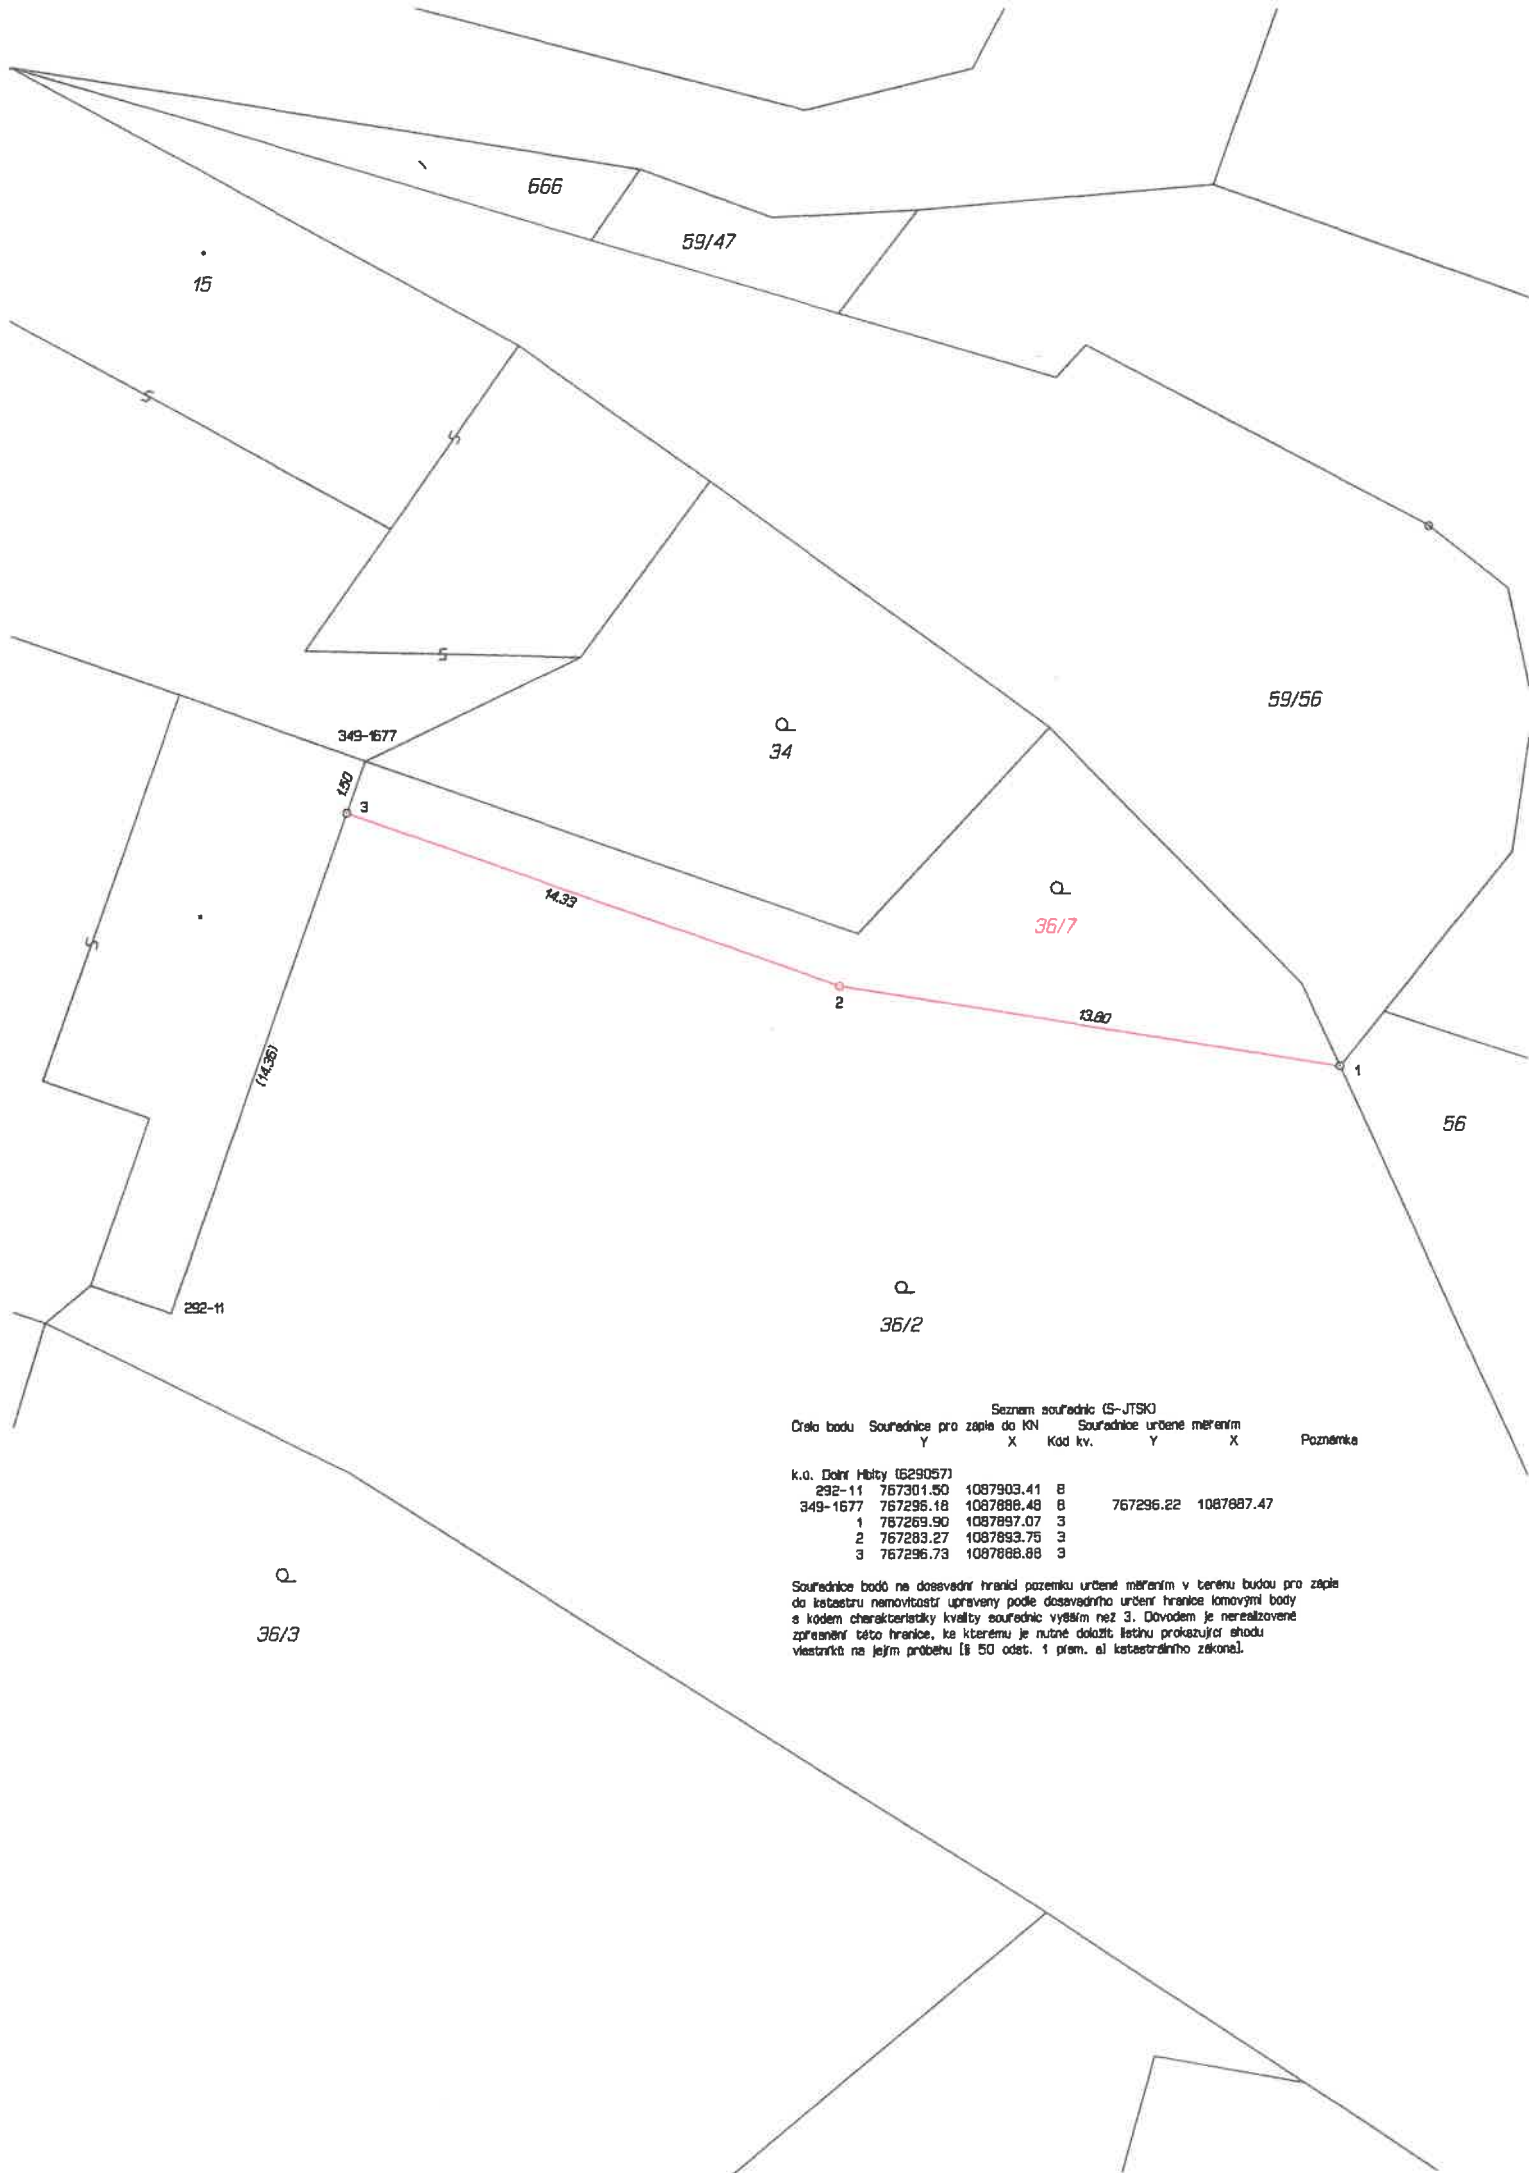 666
59/47
15
59/56
349-1677
34
1.50
3
14.33
36/7
2
13.80
1
(14.36)
56
292-11
36/2
Seznam souřadnic (S-JTSK)
Číslo bodu Souřadnice pro zápis do KN Souřadnice určené měřením
Y X Kód kv. Y X Poznámka
k.ú. Dolní Hbity (629057)
292-11 767301.50 1087903.41 8
349-1677 767296.18 1087888.48 8 767296.22 1087887.47
1 767269.90 1087897.07 3
2 767283.27 1087893.75 3
3 767296.73 1087888.88 3
Souřadnice bodů na dosavadní hranici pozemku určené měřením v terénu budou pro zápis
do katastru nemovitostí upraveny podle dosavadního určení hranice lomovými body
s kódem charakteristiky kvality souřadnic vyšším než 3. Důvodem je nerealizované
zpřesnění této hranice, ke kterému je nutné doložit listinu prokazující shodu
vlastníků na jejím průběhu [§ 50 odst. 1 písm. a) katastrálního zákona].
36/3